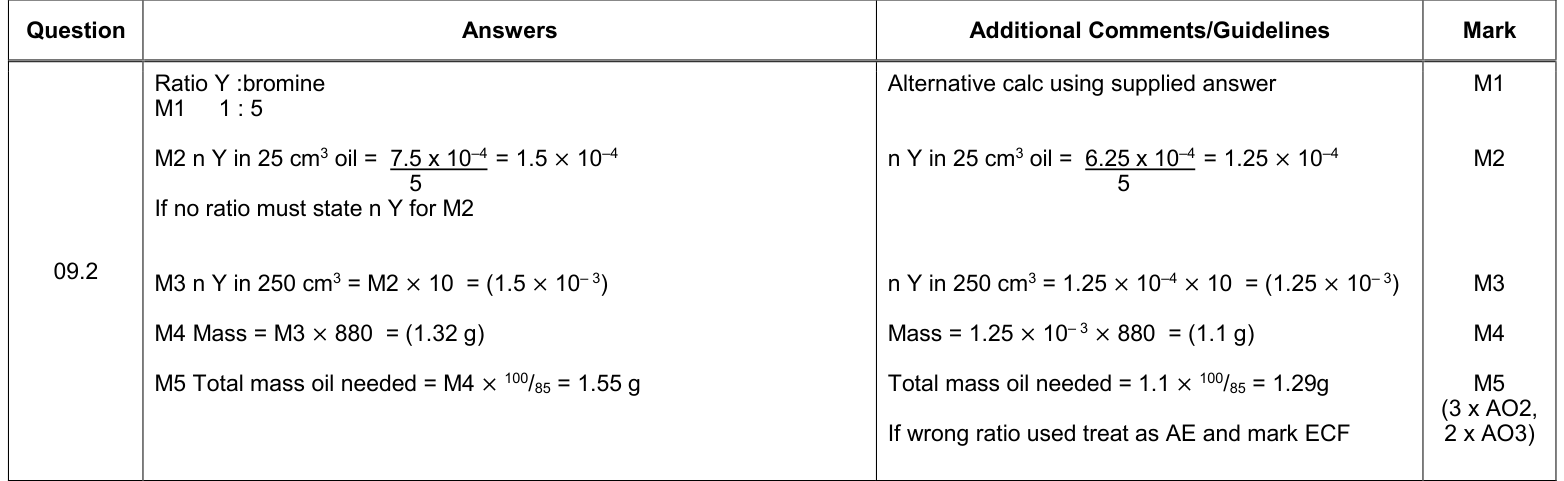 Question Answers Additional Comments/Guidelines Mark
09.2
Ratio Y :bromine
M1 1 : 5
M2 n Y in 25 cm³ oil = 7.5 x 10⁻⁴ = 1.5 × 10⁻⁴
5
If no ratio must state n Y for M2
M3 n Y in 250 cm³ = M2 × 10 = (1.5 × 10⁻ ³)
M4 Mass = M3 × 880 = (1.32 g)
M5 Total mass oil needed = M4 × ¹⁰⁰/₈₅ = 1.55 g
Alternative calc using supplied answer
n Y in 25 cm³ oil = 6.25 x 10⁻⁴ = 1.25 × 10⁻⁴
5
n Y in 250 cm³ = 1.25 × 10⁻⁴ × 10 = (1.25 × 10⁻ ³)
Mass = 1.25 × 10⁻ ³ × 880 = (1.1 g)
Total mass oil needed = 1.1 × ¹⁰⁰/₈₅ = 1.29g
If wrong ratio used treat as AE and mark ECF
M1
M2
M3
M4
M5
(3 x AO2,
2 x AO3)